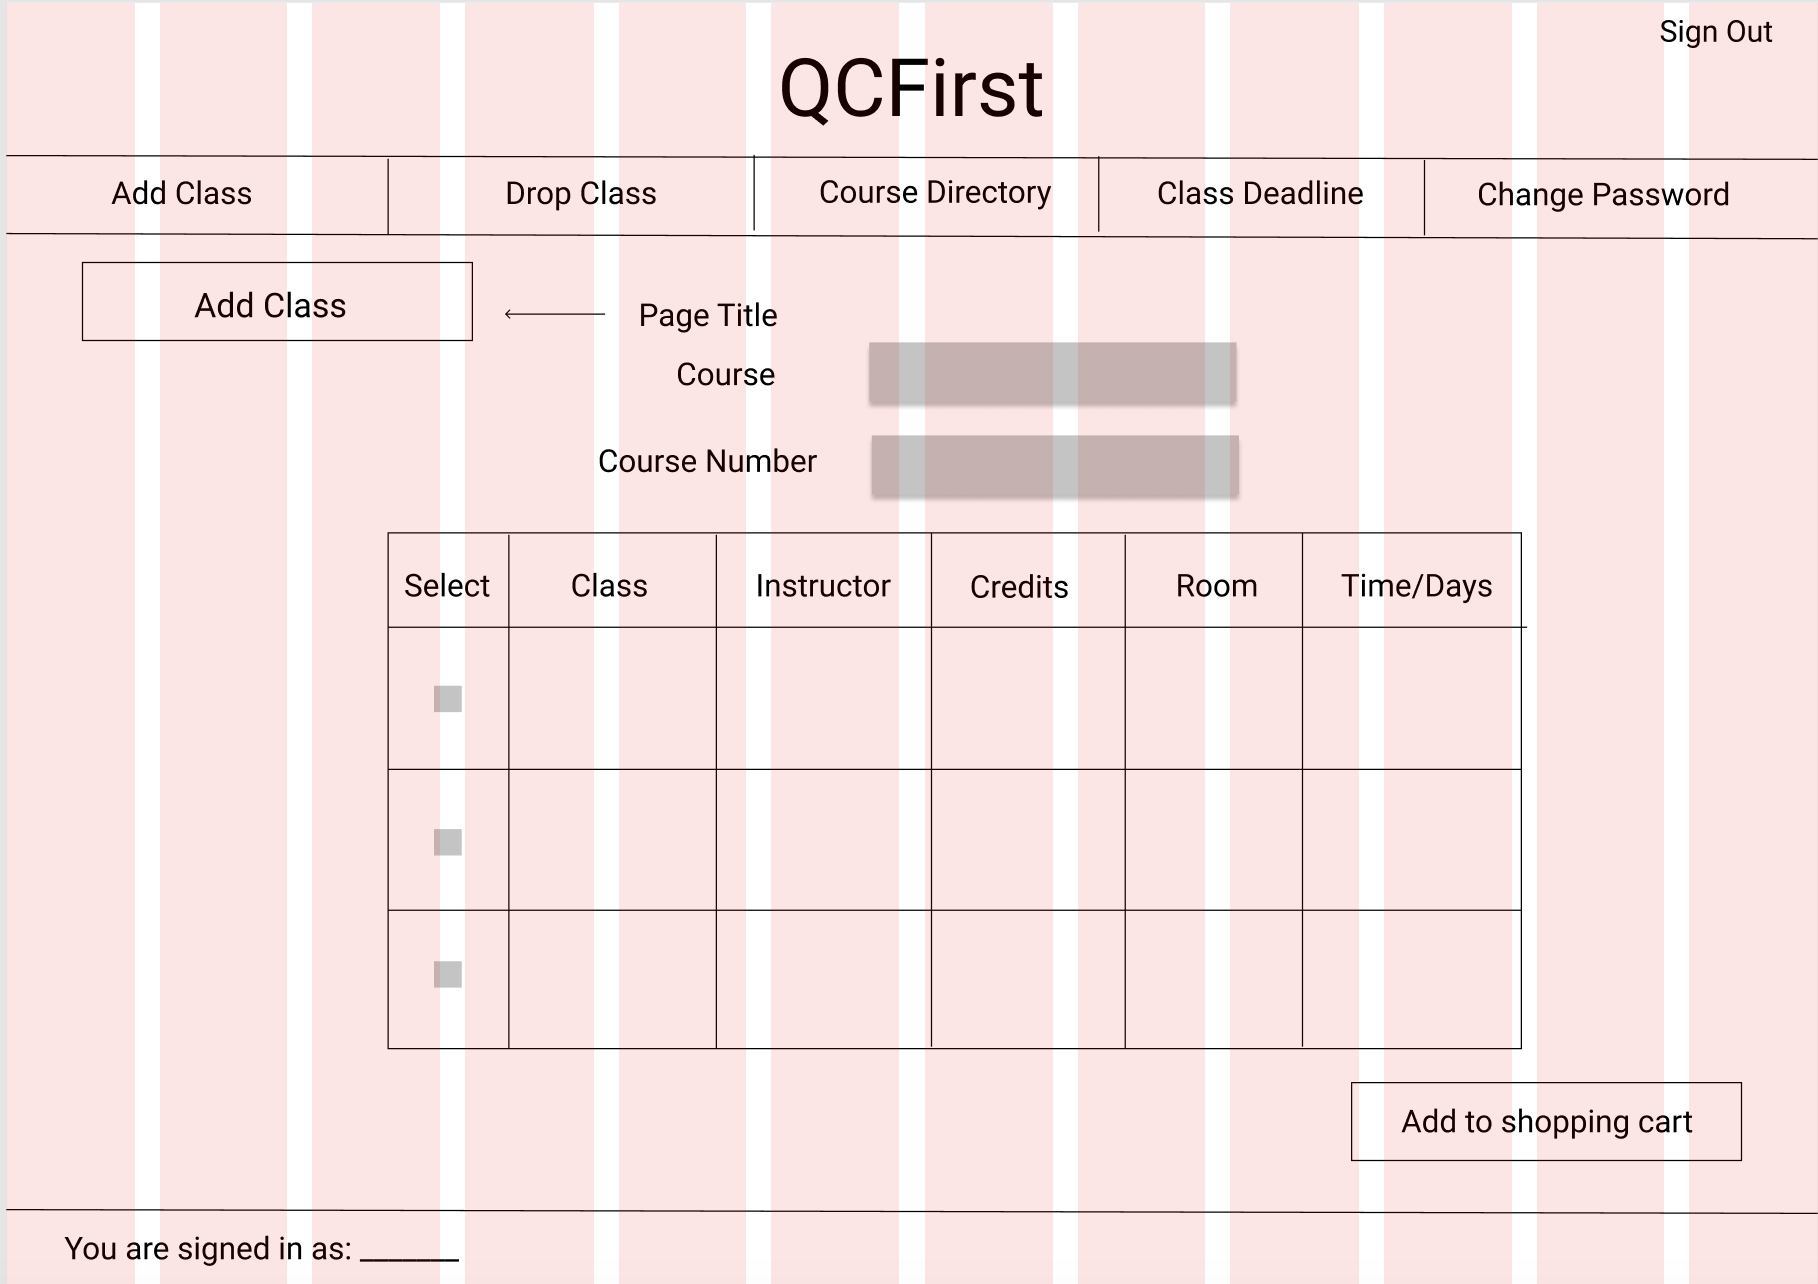 Sign Out
QCFirst
Add Class
Drop Class
Course Directory
Class Deadline
Change Password
Add Class
Page Title
Course
Course Number
Select
Class
Instructor
Credits
Room
Time/Days
Add to shopping cart
You are signed in as: _______